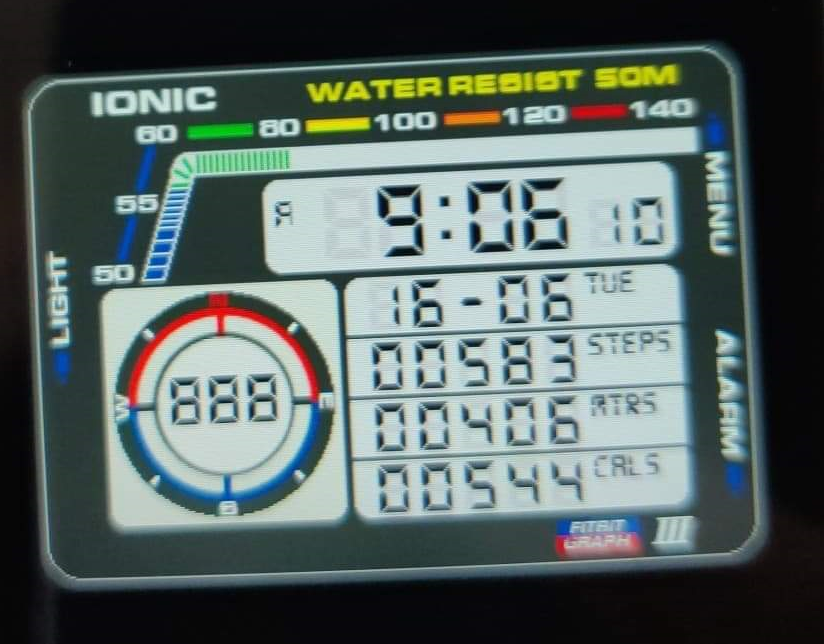 IONIC
WATER RESIST 50M
60 80 100 120 140
55
50
LIGHT
MENU
ALARM
A 9:06 10
16-06 TUE
00583 STEPS
00406 MTRS
00544 CALS
W 888
FITBIT
GRAPH III